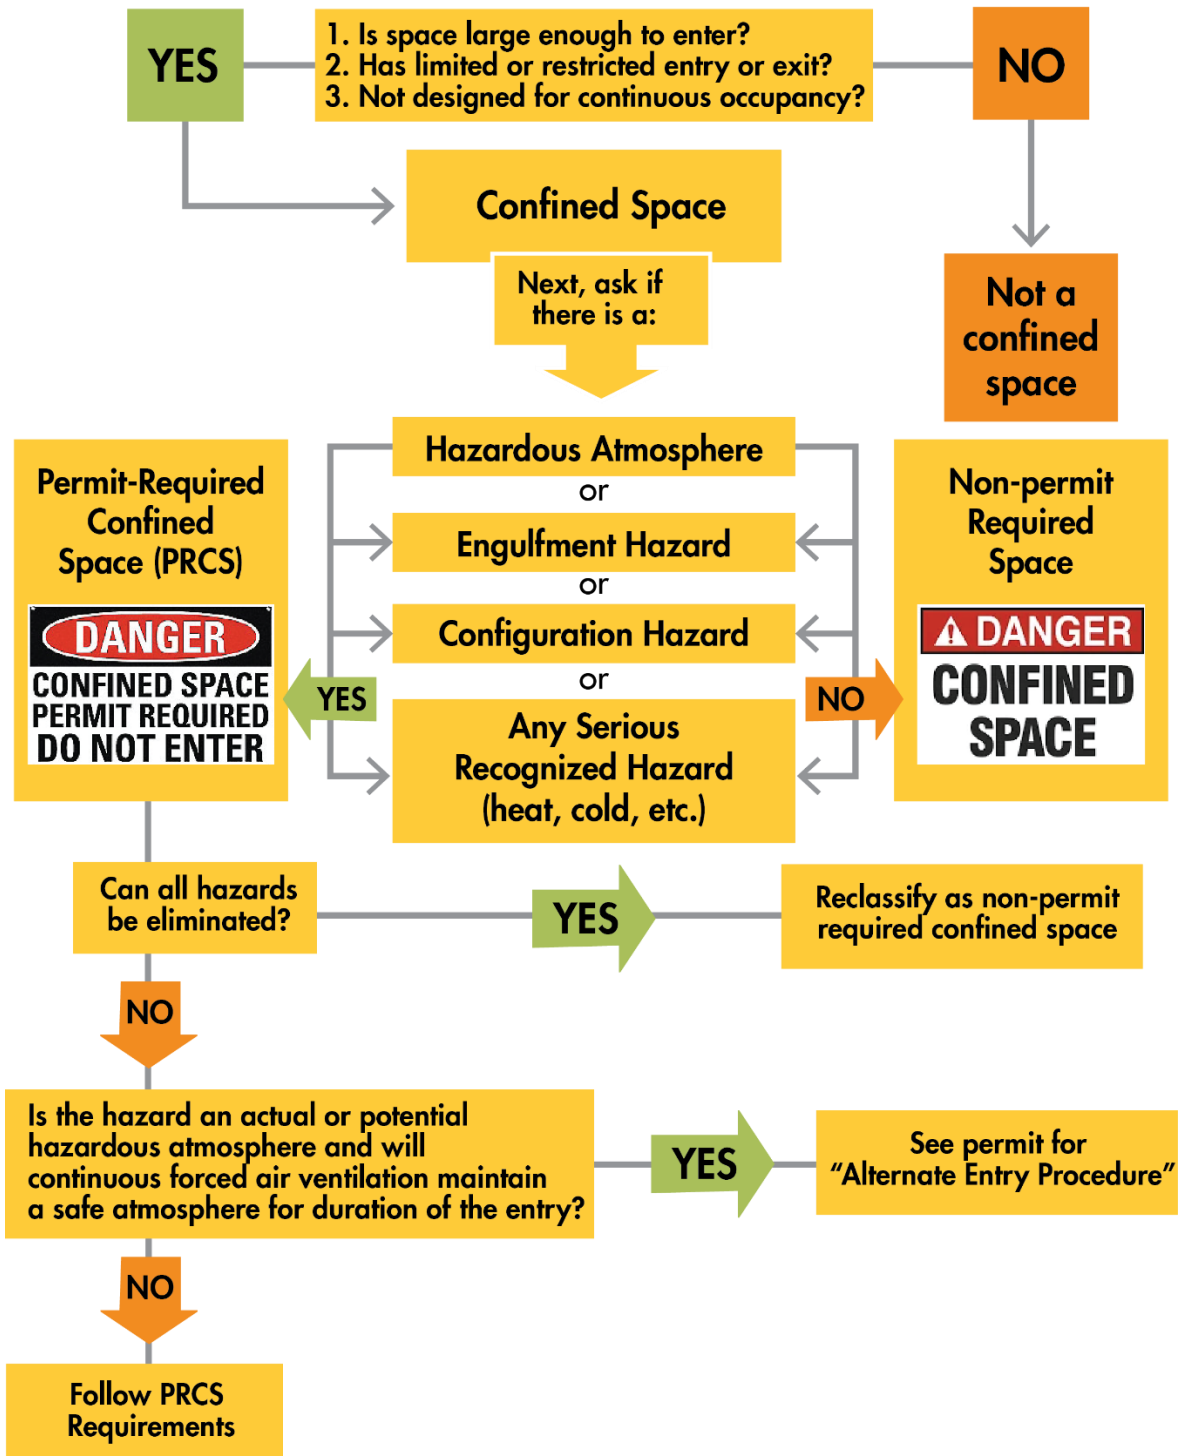 YES
1. Is space large enough to enter?
2. Has limited or restricted entry or exit?
3. Not designed for continuous occupancy?
NO
Confined Space
Next, ask if
there is a:
Not a
confined
space
Hazardous Atmosphere
or
Engulfment Hazard
or
Configuration Hazard
or
Any Serious
Recognized Hazard
(heat, cold, etc.)
Permit-Required
Confined
Space (PRCS)
DANGER
CONFINED SPACE
PERMIT REQUIRED
DO NOT ENTER
YES
NO
Non-permit
Required
Space
DANGER
CONFINED
SPACE
Can all hazards
be eliminated?
YES
Reclassify as non-permit
required confined space
NO
Is the hazard an actual or potential
hazardous atmosphere and will
continuous forced air ventilation maintain
a safe atmosphere for duration of the entry?
YES
See permit for
“Alternate Entry Procedure”
NO
Follow PRCS
Requirements